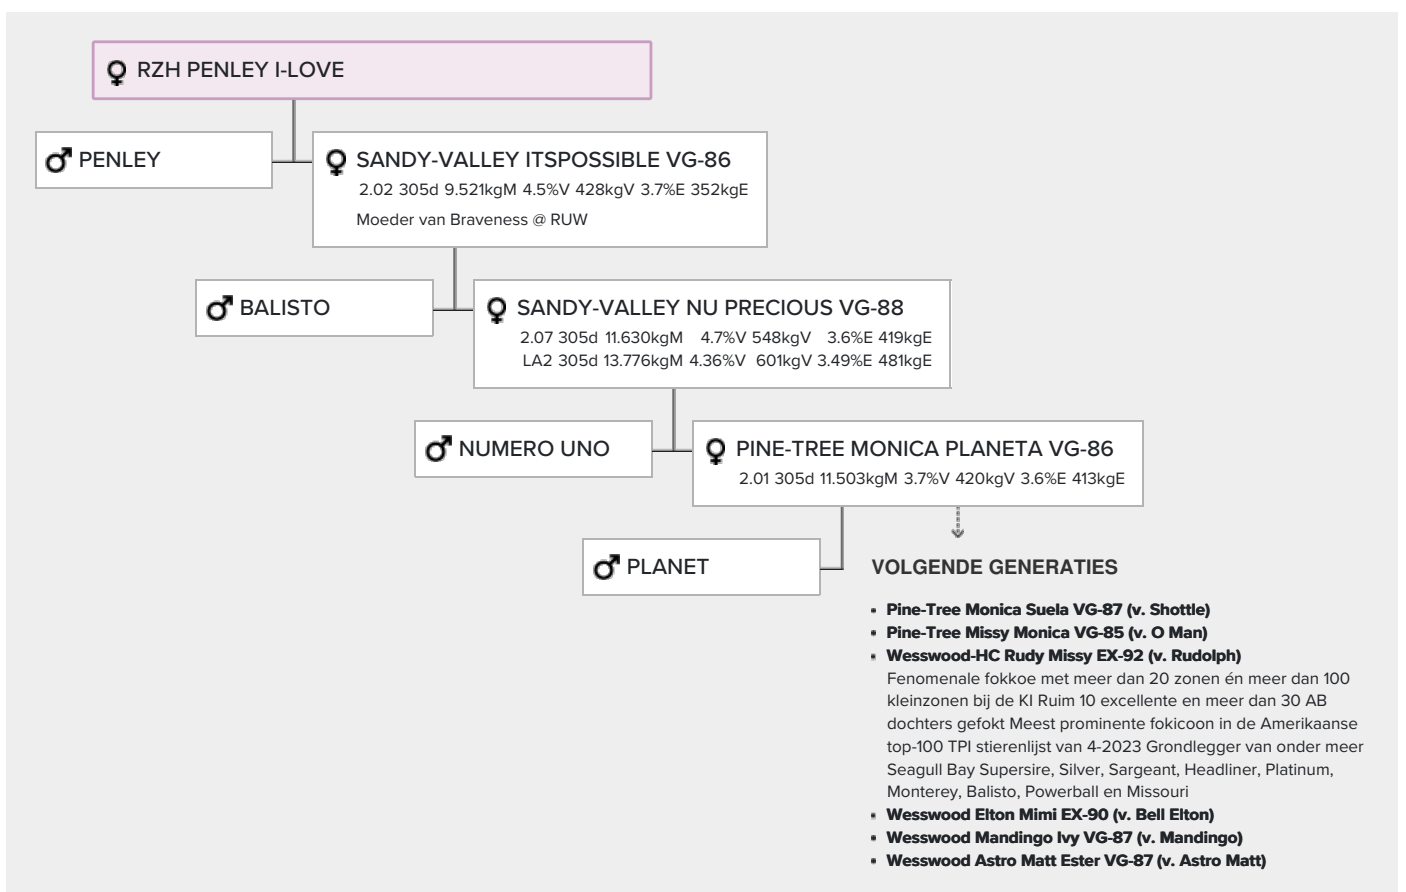 RZH PENLEY I-LOVE
PENLEY
SANDY-VALLEY ITSPOSSIBLE VG-86
2.02 305d 9.521kgM 4.5%V 428kgV 3.7%E 352kgE
Moeder van Braveness @ RUW
BALISTO
SANDY-VALLEY NU PRECIOUS VG-88
2.07 305d 11.630kgM 4.7%V 548kgV 3.6%E 419kgE
LA2 305d 13.776kgM 4.36%V 601kgV 3.49%E 481kgE
NUMERO UNO
PINE-TREE MONICA PLANETA VG-86
2.01 305d 11.503kgM 3.7%V 420kgV 3.6%E 413kgE
PLANET
VOLGENDE GENERATIES
• Pine-Tree Monica Suela VG-87 (v. Shottle)
• Pine-Tree Missy Monica VG-85 (v. O Man)
• Wesswood-HC Rudy Missy EX-92 (v. Rudolph)
Fenomenale fokkoe met meer dan 20 zonen én meer dan 100
kleinzonen bij de KI Ruim 10 excellente en meer dan 30 AB
dochters gefokt Meest prominente fokicoon in de Amerikaanse
top-100 TPI stierenlijst van 4-2023 Grondlegger van onder meer
Seagull Bay Supersire, Silver, Sargeant, Headliner, Platinum,
Monterey, Balisto, Powerball en Missouri
• Wesswood Elton Mimi EX-90 (v. Bell Elton)
• Wesswood Mandingo Ivy VG-87 (v. Mandingo)
• Wesswood Astro Matt Ester VG-87 (v. Astro Matt)